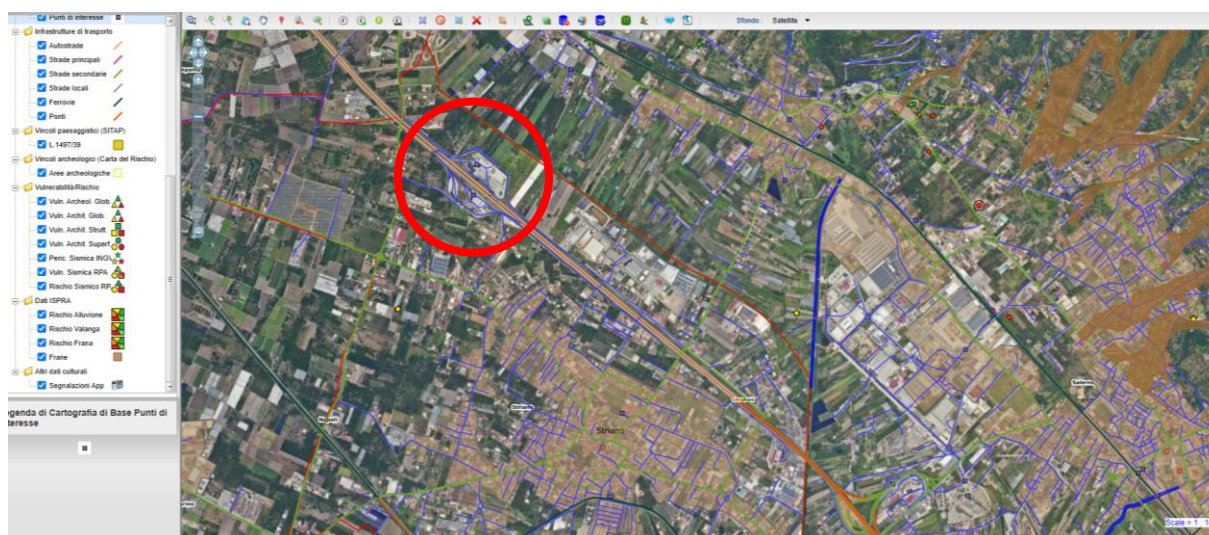 Punti di interesse
Sfondo: Satellite
Infrastrutture di trasporto
Autostrade
Strade principali
Strade secondarie
Strade locali
Ferrovie
Ponti
Vincoli paesaggistici (SITAP)
L. 1497/39
Vincoli archeologici (Carta del Rischio)
Aree archeologiche
Vulnerabilità/Rischio
Vuln. Archeol. Glob.
Vuln. Archit. Glob.
Vuln. Archit. Strutt.
Vuln. Archit. Superf.
Peric. Sismica INGV
Vuln. Sismica RPA
Rischio Sismico RP
Dati ISPRA
Rischio Alluvione
Rischio Valanga
Rischio Frana
Frane
Altri dati culturali
Segnalazioni App
egenda di Cartografia di Base Punti di
teresse
Striano
Striano
Napoli
Salerno
Scale = 1 : 1